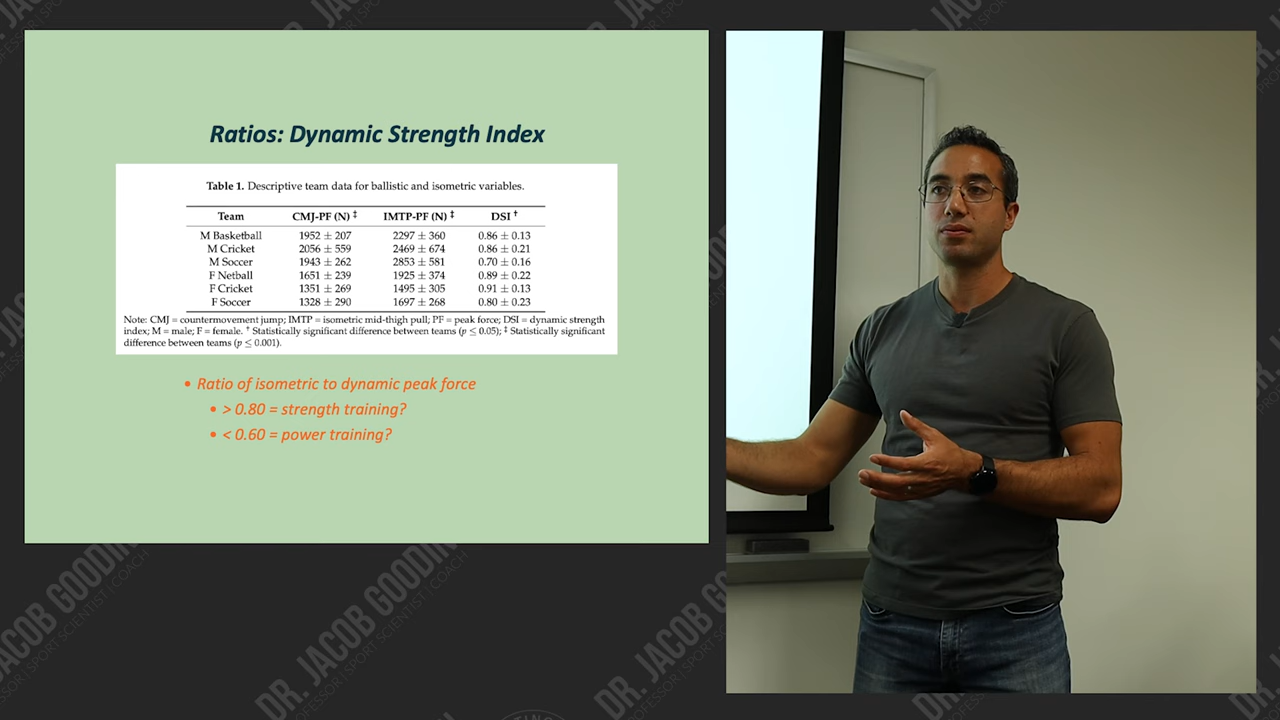 Ratios: Dynamic Strength Index
Table 1. Descriptive team data for ballistic and isometric variables.
Team CMJ-PF (N) ‡ IMTP-PF (N) ‡ DSI †
M Basketball 1952 ± 207 2297 ± 360 0.86 ± 0.13
M Cricket 2056 ± 559 2469 ± 674 0.86 ± 0.21
M Soccer 1943 ± 262 2853 ± 581 0.70 ± 0.16
F Netball 1651 ± 239 1925 ± 374 0.89 ± 0.22
F Cricket 1351 ± 269 1495 ± 305 0.91 ± 0.13
F Soccer 1328 ± 290 1697 ± 268 0.80 ± 0.23
Note: CMJ = countermovement jump; IMTP = isometric mid-thigh pull; PF = peak force; DSI = dynamic strength
index; M = male; F = female. † Statistically significant difference between teams (p ≤ 0.05); ‡ Statistically significant
difference between teams (p ≤ 0.001).
• Ratio of isometric to dynamic peak force
• > 0.80 = strength training?
• < 0.60 = power training?
JACOB GOODIN
DR. JACOB GOODIN
DR. JACOB GOODIN